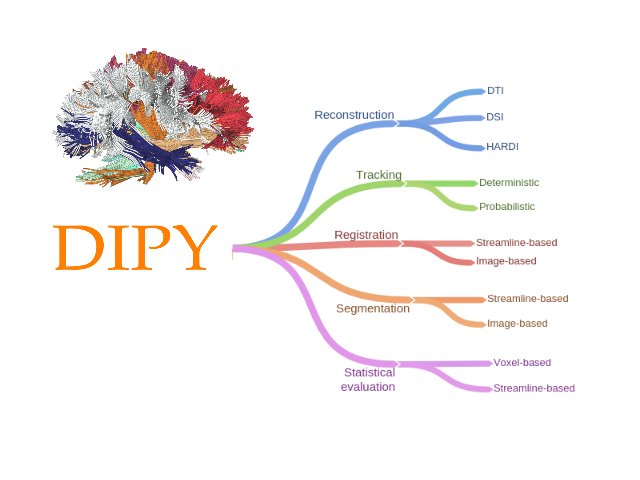 DIPY
Reconstruction
DTI
DSI
HARDI
Tracking
Deterministic
Probabilistic
Registration
Streamline-based
Image-based
Segmentation
Streamline-based
Image-based
Statistical
evaluation
Voxel-based
Streamline-based